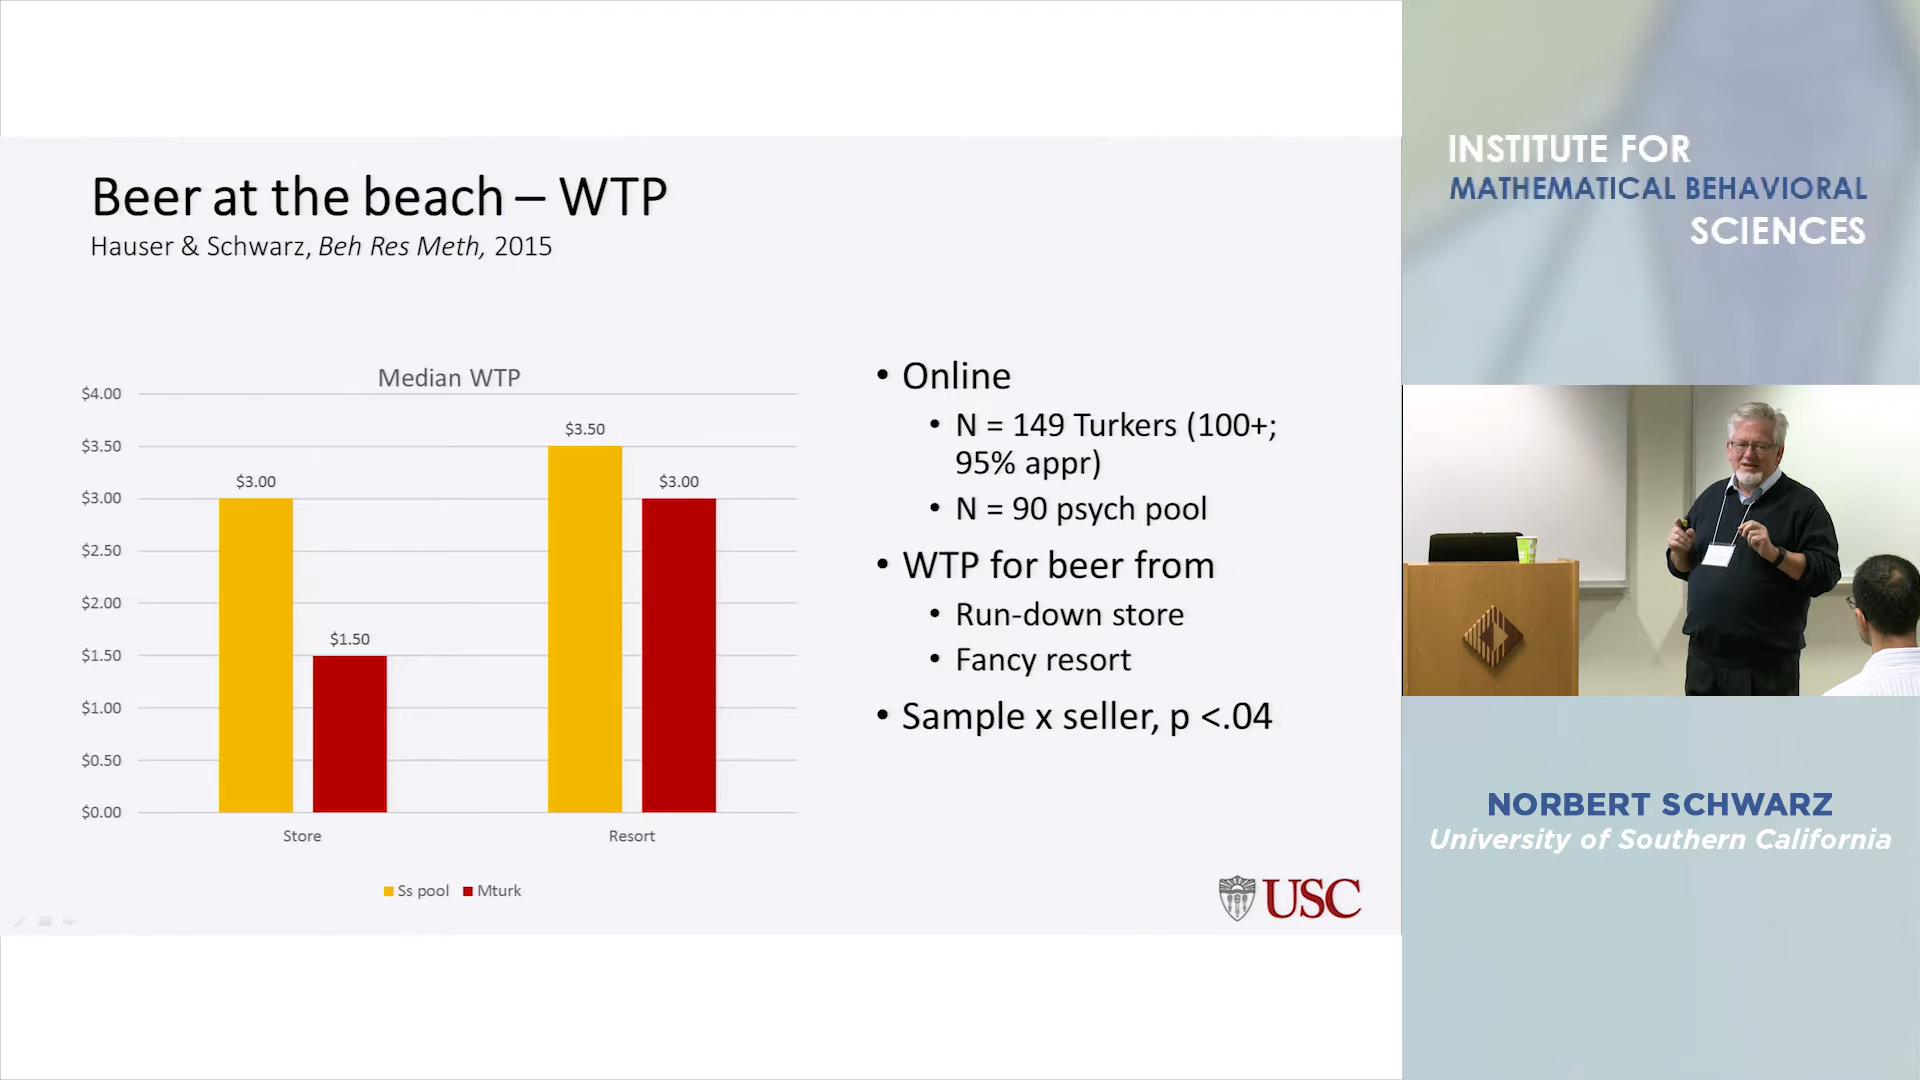 Beer at the beach – WTP
Hauser & Schwarz, Beh Res Meth, 2015
Median WTP
$4.00
$3.50
$3.00
$2.50
$2.00
$1.50
$1.00
$0.50
$0.00
$3.00
$1.50
$3.50
$3.00
Store
Resort
Ss pool
Mturk
• Online
• N = 149 Turkers (100+;
95% appr)
• N = 90 psych pool
• WTP for beer from
• Run-down store
• Fancy resort
• Sample x seller, p <.04
USC
INSTITUTE FOR
MATHEMATICAL BEHAVIORAL
SCIENCES
NORBERT SCHWARZ
University of Southern California